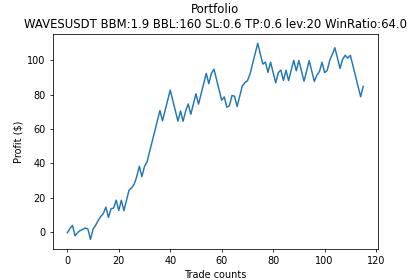 Portfolio
WAVESUSDT BBM:1.9 BBL:160 SL:0.6 TP:0.6 lev:20 WinRatio:64.0
100
80
60
40
20
0
Profit ($)
0 20 40 60 80 100 120
Trade counts